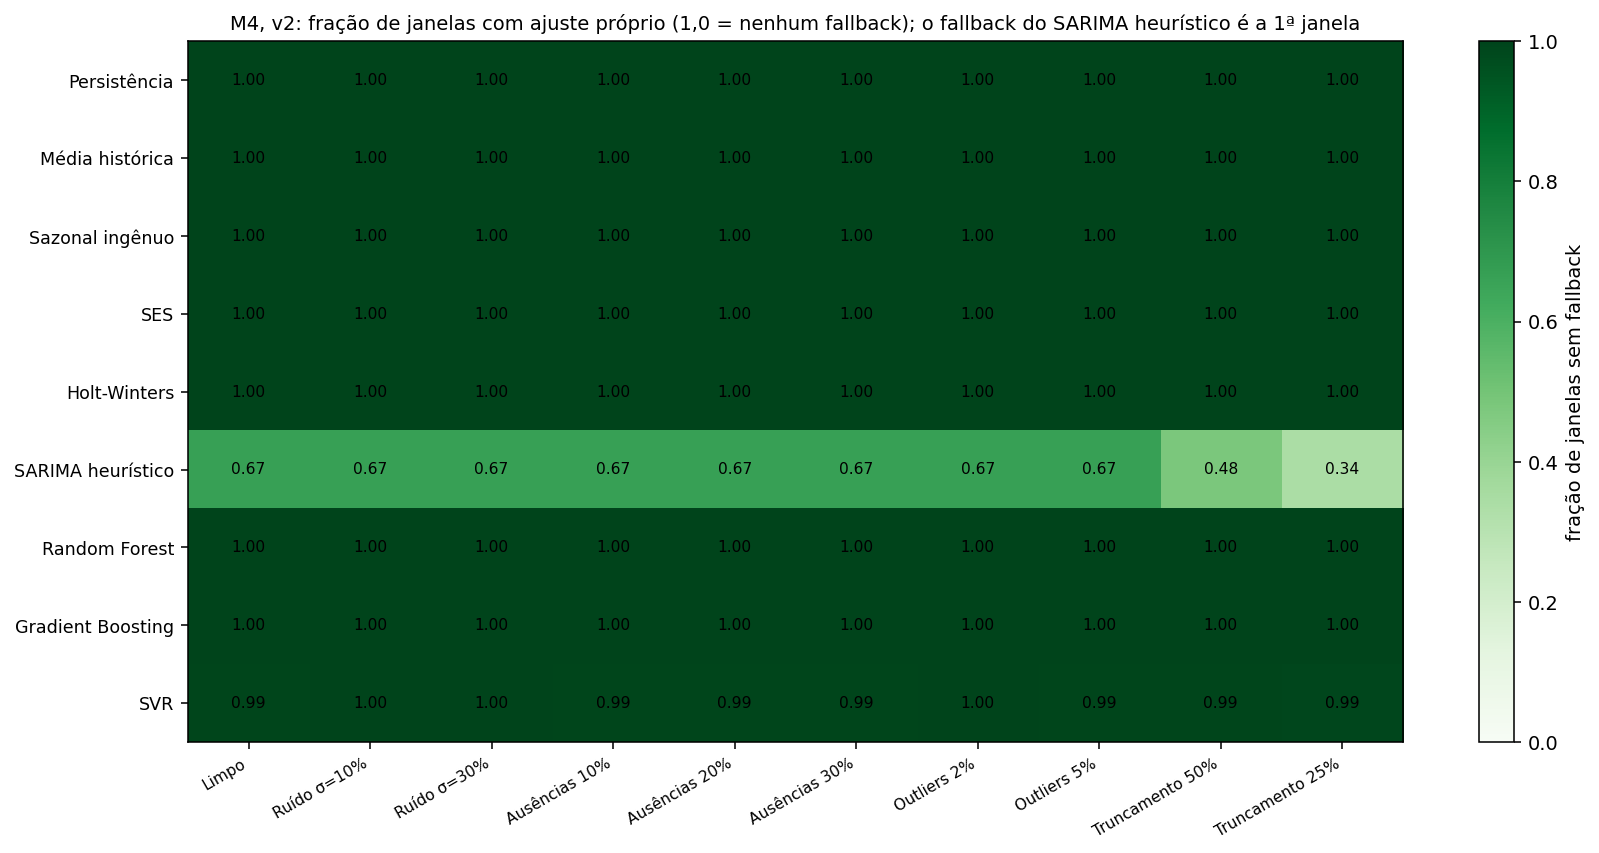 M4, v2: fração de janelas com ajuste próprio (1,0 = nenhum fallback); o fallback do SARIMA heurístico é a 1ª janela
Persistência 1.00 1.00 1.00 1.00 1.00 1.00 1.00 1.00 1.00 1.00
Média histórica 1.00 1.00 1.00 1.00 1.00 1.00 1.00 1.00 1.00 1.00
Sazonal ingênuo 1.00 1.00 1.00 1.00 1.00 1.00 1.00 1.00 1.00 1.00
SES 1.00 1.00 1.00 1.00 1.00 1.00 1.00 1.00 1.00 1.00
Holt-Winters 1.00 1.00 1.00 1.00 1.00 1.00 1.00 1.00 1.00 1.00
SARIMA heurístico 0.67 0.67 0.67 0.67 0.67 0.67 0.67 0.67 0.48 0.34
Random Forest 1.00 1.00 1.00 1.00 1.00 1.00 1.00 1.00 1.00 1.00
Gradient Boosting 1.00 1.00 1.00 1.00 1.00 1.00 1.00 1.00 1.00 1.00
SVR 0.99 1.00 1.00 0.99 0.99 0.99 1.00 0.99 0.99 0.99
Limpo
Ruído σ=10%
Ruído σ=30%
Ausências 10%
Ausências 20%
Ausências 30%
Outliers 2%
Outliers 5%
Truncamento 50%
Truncamento 25%
1.0
0.8
0.6
0.4
0.2
0.0
fração de janelas sem fallback